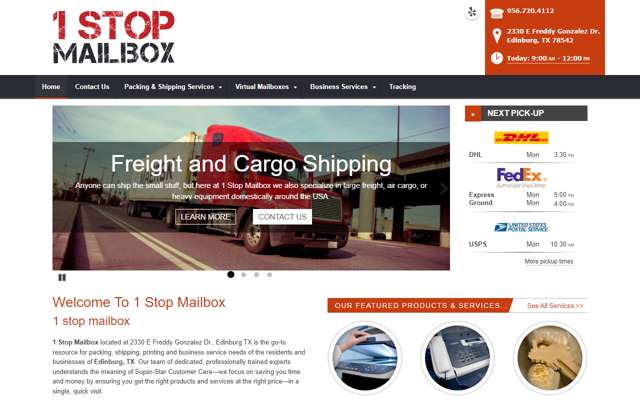 1 STOP
MAILBOX
956.720.4112
2330 E Freddy Gonzalez Dr.
Edinburg, TX 78542
Today: 9:00 AM - 12:00 PM
Home
Contact Us
Packing & Shipping Services
Virtual Mailboxes
Business Services
Tracking
Freight and Cargo Shipping
Anyone can ship the small stuff, but here at 1 Stop Mailbox we also specialize in large freight, air cargo, or
heavy equipment domestically around the USA
LEARN MORE
CONTACT US
NEXT PICK-UP
DHL
DHL Mon 3:30 PM
FedEx
Authorized ShipCenter
Express Mon 5:00 PM
Ground Mon 4:00 PM
UNITED STATES
POSTAL SERVICE
USPS Mon 10:30 AM
More pickup times
Welcome To 1 Stop Mailbox
1 stop mailbox
1 Stop Mailbox located at 2330 E Freddy Gonzalez Dr., Edinburg TX is the go-to
resource for packing, shipping, printing and business service needs of the residents and
businesses of Edinburg, TX. Our team of dedicated, professionally trained experts
understands the meaning of Super-Star Customer Care—we focus on saving you time
and money by ensuring you get the right products and services at the right price—in a
single, quick visit.
OUR FEATURED PRODUCTS & SERVICES:
See All Services >>